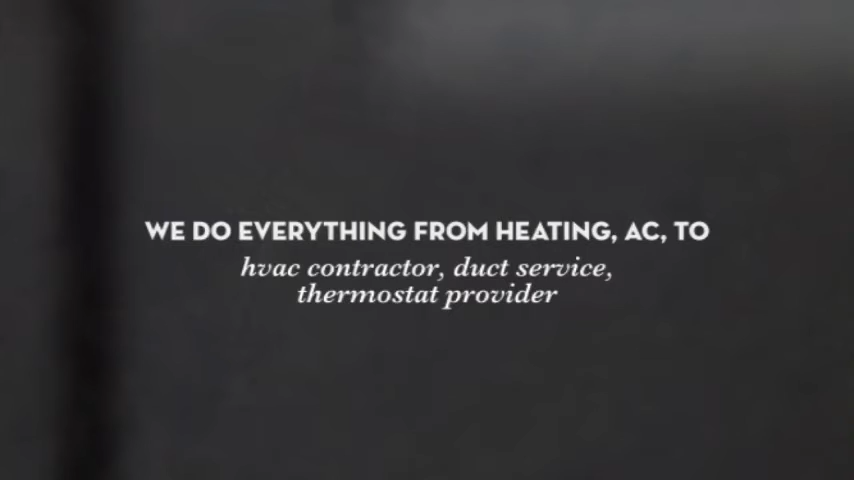 WE DO EVERYTHING FROM HEATING, AC, TO
hvac contractor, duct service,
thermostat provider